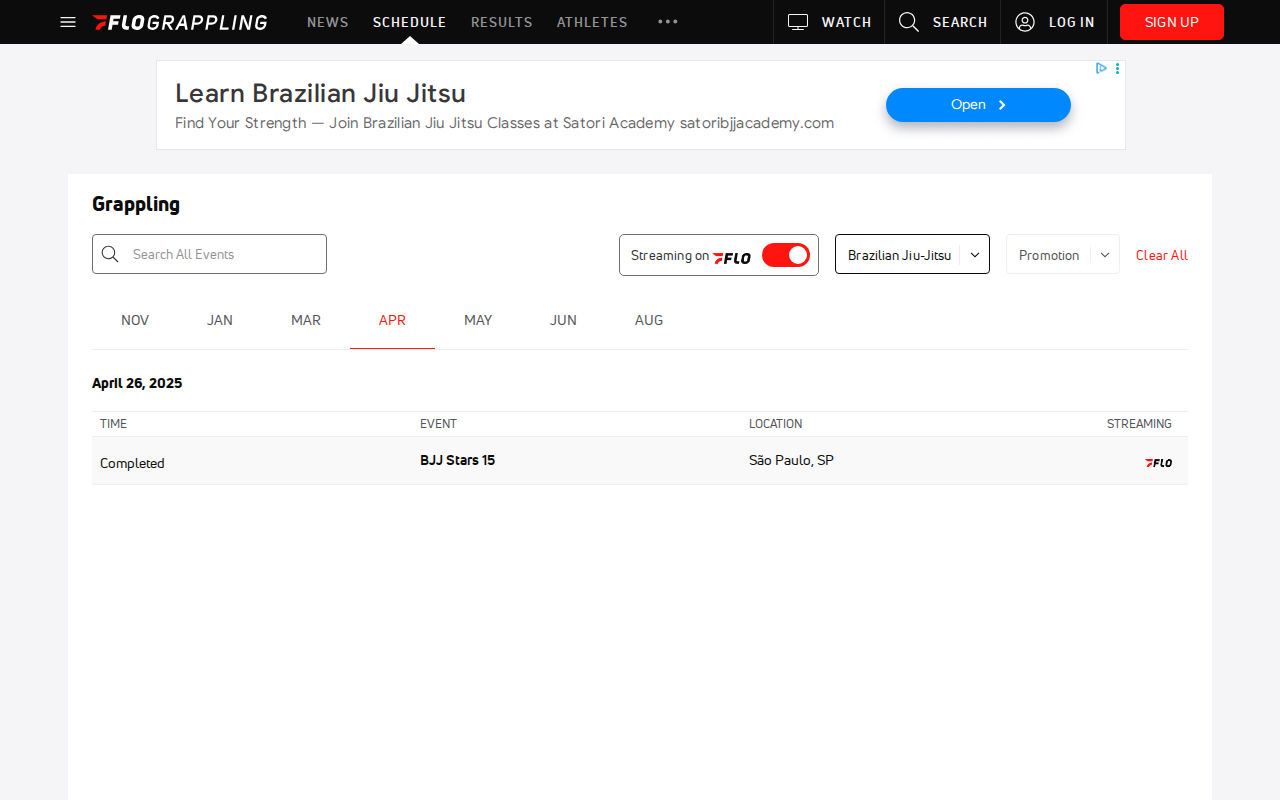 FLOGRAPPLING NEWS SCHEDULE RESULTS ATHLETES ••• WATCH SEARCH LOG IN SIGN UP
Learn Brazilian Jiu Jitsu
Find Your Strength — Join Brazilian Jiu Jitsu Classes at Satori Academy satoribjjacademy.com
Open
Grappling
Search All Events
Streaming on FLO
Brazilian Jiu-Jitsu
Promotion
Clear All
NOV JAN MAR APR MAY JUN AUG
April 26, 2025
TIME EVENT LOCATION STREAMING
Completed BJJ Stars 15 São Paulo, SP FLO